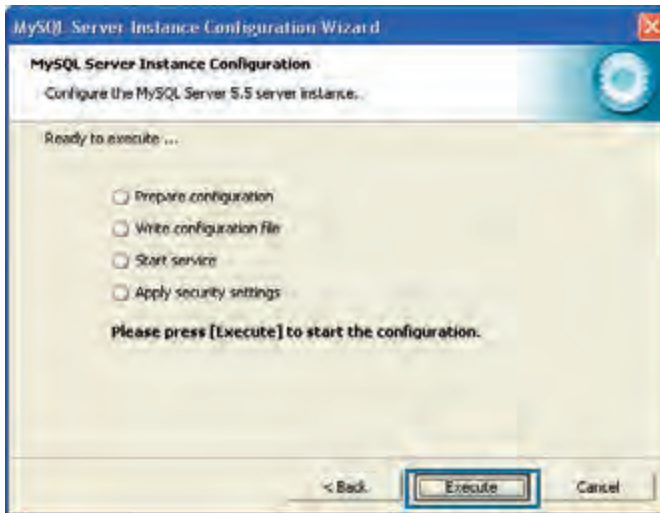 MySQL Server Instance Configuration Wizard
MySQL Server Instance Configuration
Configure the MySQL Server 5.5 server instance.
Ready to execute ...
Prepare configuration
Write configuration file
Start service
Apply security settings
Please press [Execute] to start the configuration.
< Back
Execute
Cancel